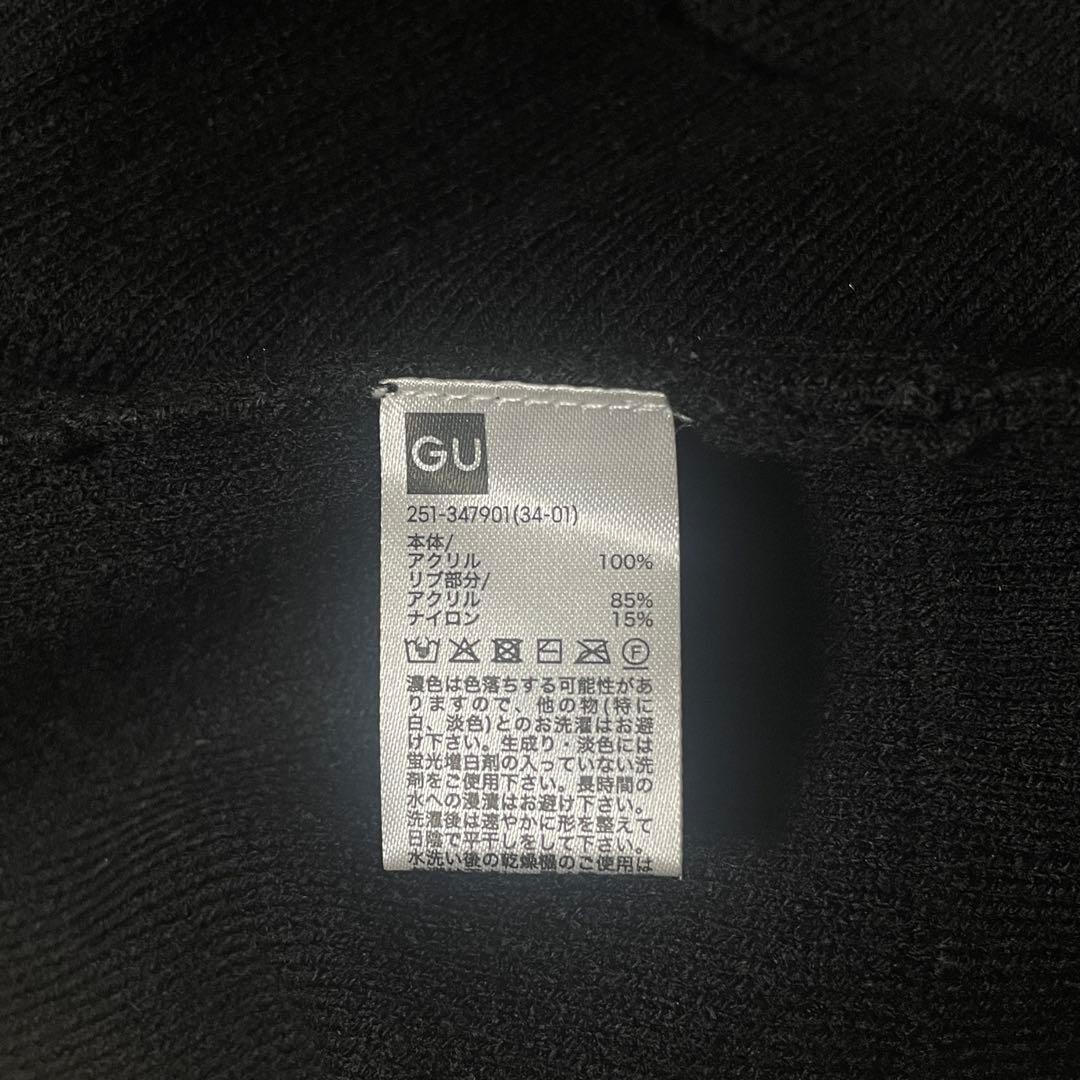 GU
251-347901(34-01)
本体/
アクリル 100%
リブ部分/
アクリル 85%
ナイロン 15%
F
濃色は色落ちする可能性があ
りますので、他の物(特に
白、淡色)とのお洗濯はお避
け下さい。生成り・淡色には
蛍光増白剤の入っていない洗
剤をご使用下さい。長時間の
水への浸漬はお避け下さい。
洗濯後は速やかに形を整えて
日陰で平干しをして下さい。
水洗い後の乾燥機のご使用は